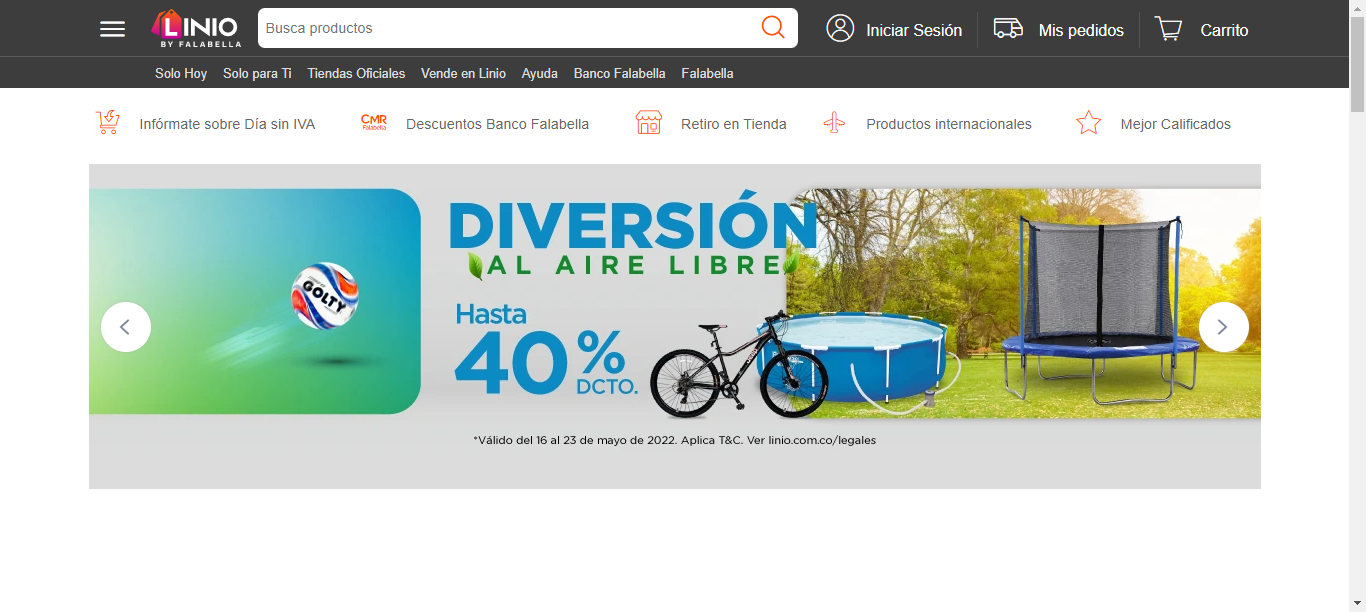 LINIO
BY FALABELLA
Busca productos
Iniciar Sesión
Mis pedidos
Carrito
Solo Hoy
Solo para Ti
Tiendas Oficiales
Vende en Linio
Ayuda
Banco Falabella
Falabella
Infórmate sobre Día sin IVA
CMR
Falabella
Descuentos Banco Falabella
Retiro en Tienda
Productos internacionales
Mejor Calificados
DIVERSIÓN
AL AIRE LIBRE
GOLTY
Hasta
40% DCTO.
*Válido del 16 al 23 de mayo de 2022. Aplica T&C. Ver linio.com.co/legales